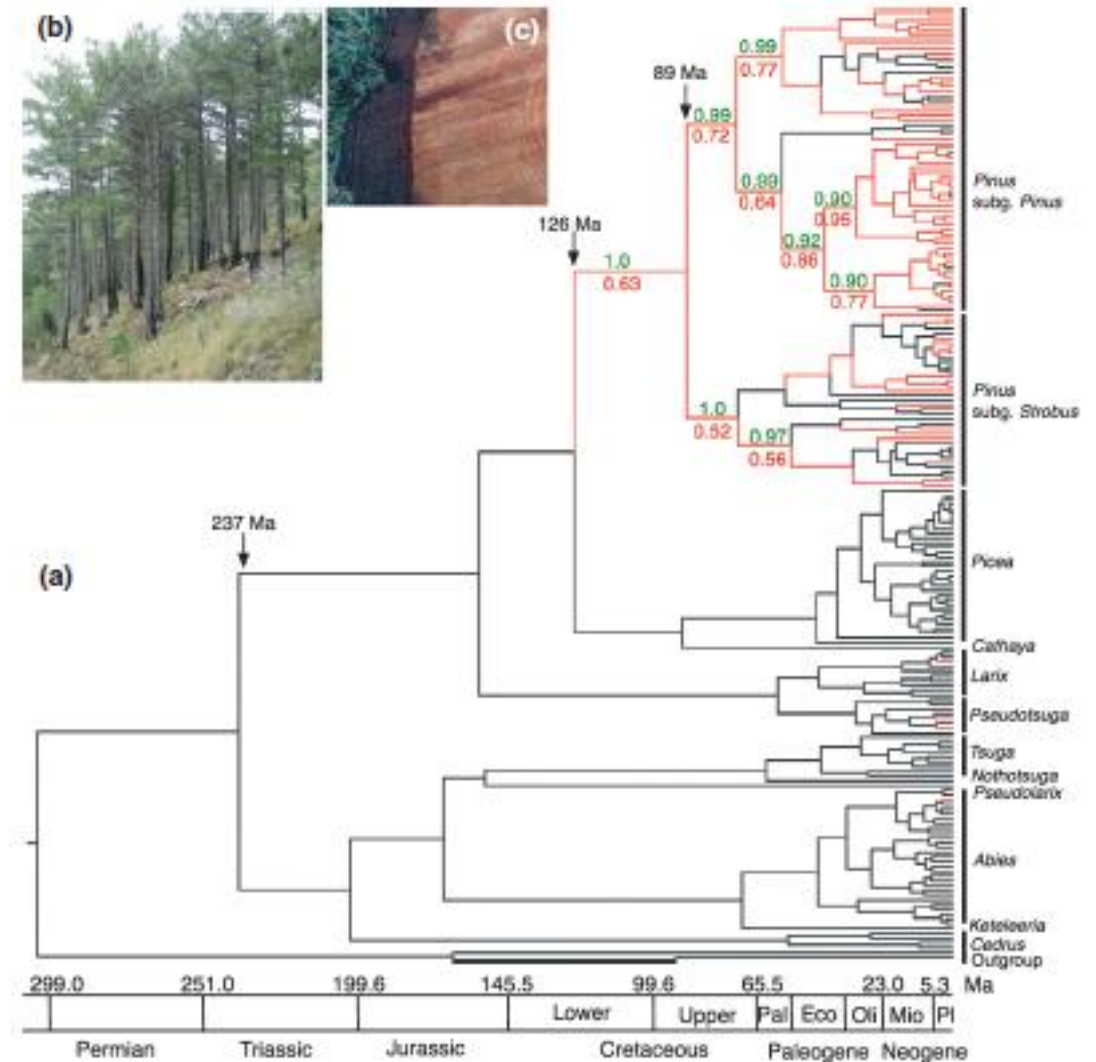 (b)
(c)
0.99
0.77
89 Ma
0.99
0.72
Pinus
subg. Pinus
0.99
0.64
0.90
0.95
126 Ma
0.92
0.86
1.0
0.63
0.90
0.77
Pinus
subg. Strobus
1.0
0.52
0.97
0.56
237 Ma
(a)
Picea
Cathaya
Larix
Pseudotsuga
Tsuga
Nothotsuga
Pseudolarix
Abies
Keteleeria
Cedrus
Outgroup
299.0 251.0 199.6 145.5 99.6 65.5 23.0 5.3 Ma
Lower Upper Pal Eco Oli Mio Pl
Permian Triassic Jurassic Cretaceous Paleogene Neogene